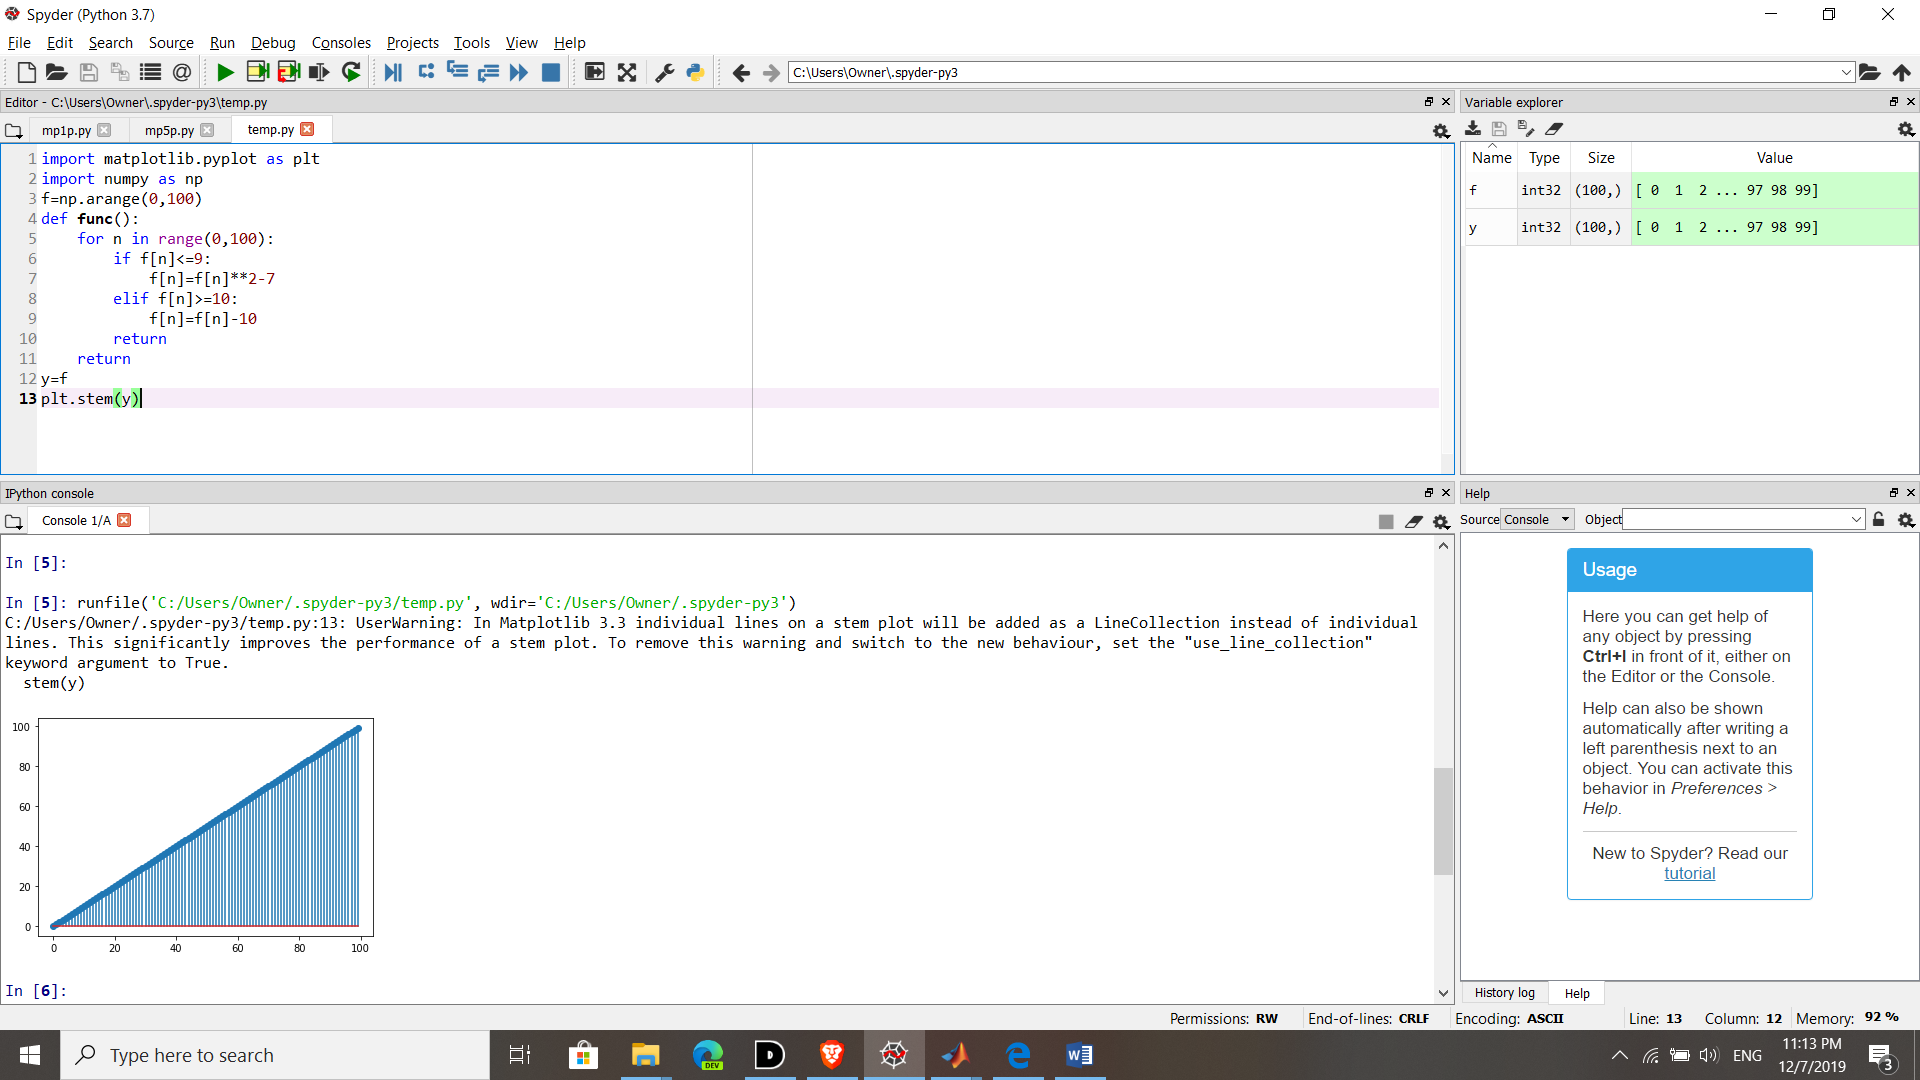 Spyder (Python 3.7)
File Edit Search Source Run Debug Consoles Projects Tools View Help
C:\Users\Owner\.spyder-py3
Editor - C:\Users\Owner\.spyder-py3\temp.py
mp1p.py mp5p.py temp.py
1 import matplotlib.pyplot as plt
2 import numpy as np
3 f=np.arange(0,100)
4 def func():
5     for n in range(0,100):
6         if f[n]<=9:
7             f[n]=f[n]**2-7
8         elif f[n]>=10:
9             f[n]=f[n]-10
10         return
11     return
12 y=f
13 plt.stem(y)
Variable explorer
Name Type Size Value
f int32 (100,) [ 0 1 2 ... 97 98 99]
y int32 (100,) [ 0 1 2 ... 97 98 99]
IPython console
Console 1/A
In [5]:
In [5]: runfile('C:/Users/Owner/.spyder-py3/temp.py', wdir='C:/Users/Owner/.spyder-py3')
C:/Users/Owner/.spyder-py3/temp.py:13: UserWarning: In Matplotlib 3.3 individual lines on a stem plot will be added as a LineCollection instead of individual
lines. This significantly improves the performance of a stem plot. To remove this warning and switch to the new behaviour, set the "use_line_collection"
keyword argument to True.
  stem(y)
100
80
60
40
20
0
0 20 40 60 80 100
In [6]:
Help
Source Console Object
Usage
Here you can get help of
any object by pressing
Ctrl+I in front of it, either on
the Editor or the Console.
Help can also be shown
automatically after writing a
left parenthesis next to an
object. You can activate this
behavior in Preferences >
Help.
New to Spyder? Read our
tutorial
History log Help
Permissions: RW End-of-lines: CRLF Encoding: ASCII Line: 13 Column: 12 Memory: 92 %
Type here to search
DEV
D
W
ENG
11:13 PM
12/7/2019
3